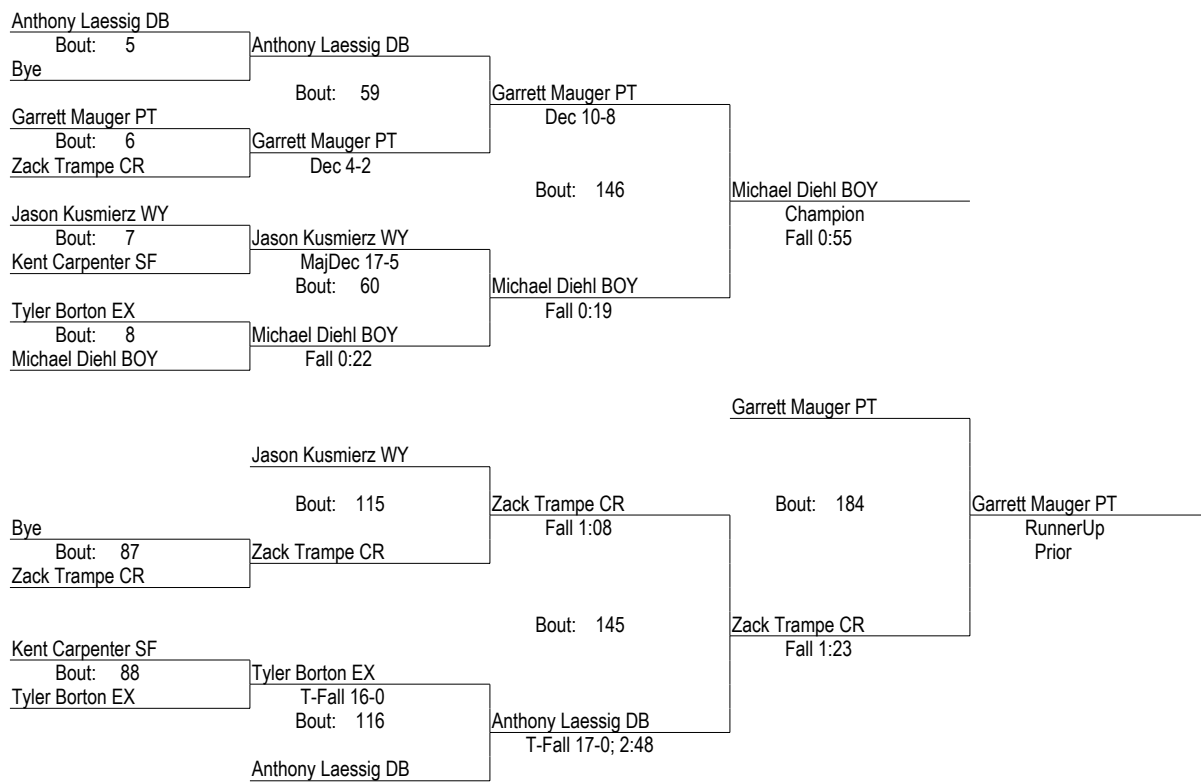 Anthony Laessig DB
Bout: 5
Bye
Anthony Laessig DB
Bout: 59
Garrett Mauger PT
Bout: 6
Zack Trampe CR
Garrett Mauger PT
Dec 4-2
Garrett Mauger PT
Dec 10-8
Bout: 146
Jason Kusmierz WY
Bout: 7
Kent Carpenter SF
Jason Kusmierz WY
MajDec 17-5
Bout: 60
Tyler Borton EX
Bout: 8
Michael Diehl BOY
Michael Diehl BOY
Fall 0:22
Michael Diehl BOY
Fall 0:19
Michael Diehl BOY
Champion
Fall 0:55
Garrett Mauger PT
Jason Kusmierz WY
Bout: 115
Bye
Bout: 87
Zack Trampe CR
Zack Trampe CR
Zack Trampe CR
Fall 1:08
Bout: 184
Garrett Mauger PT
RunnerUp
Prior
Bout: 145
Zack Trampe CR
Fall 1:23
Kent Carpenter SF
Bout: 88
Tyler Borton EX
Tyler Borton EX
T-Fall 16-0
Bout: 116
Anthony Laessig DB
T-Fall 17-0; 2:48
Anthony Laessig DB